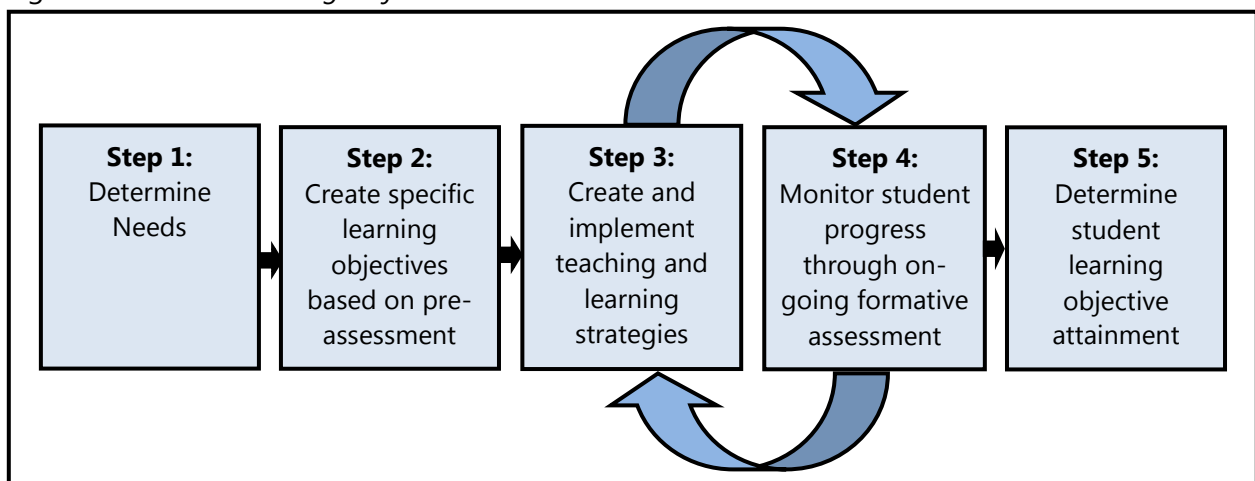 Step 1:
Determine
Needs
Step 2:
Create specific
learning
objectives
based on pre-
assessment
Step 3:
Create and
implement
teaching and
learning
strategies
Step 4:
Monitor student
progress
through on-
going formative
assessment
Step 5:
Determine
student
learning
objective
attainment